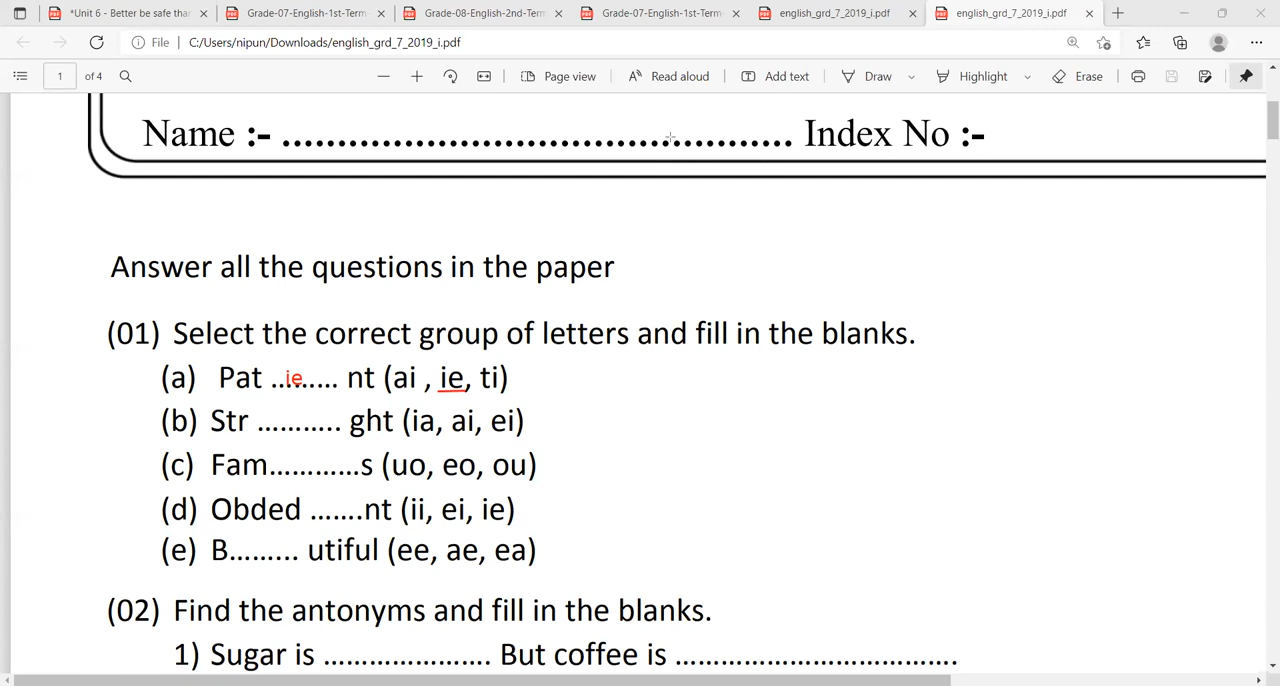 *Unit 6 - Better be safe tha
Grade-07-English-1st-Term-
Grade-08-English-2nd-Term-
Grade-07-English-1st-Term
english_grd_7_2019_i.pdf
english_grd_7_2019_i.pdf
File | C:/Users/nipun/Downloads/english_grd_7_2019_i.pdf
1 of 4 Page view Read aloud Add text Draw Highlight Erase
Name :- .............................................. Index No :-
Answer all the questions in the paper
(01) Select the correct group of letters and fill in the blanks.
(a) Pat ...ie...... nt (ai , ie, ti)
(b) Str ........... ght (ia, ai, ei)
(c) Fam............s (uo, eo, ou)
(d) Obded .......nt (ii, ei, ie)
(e) B......... utiful (ee, ae, ea)
(02) Find the antonyms and fill in the blanks.
1) Sugar is ...................... But coffee is .....................................